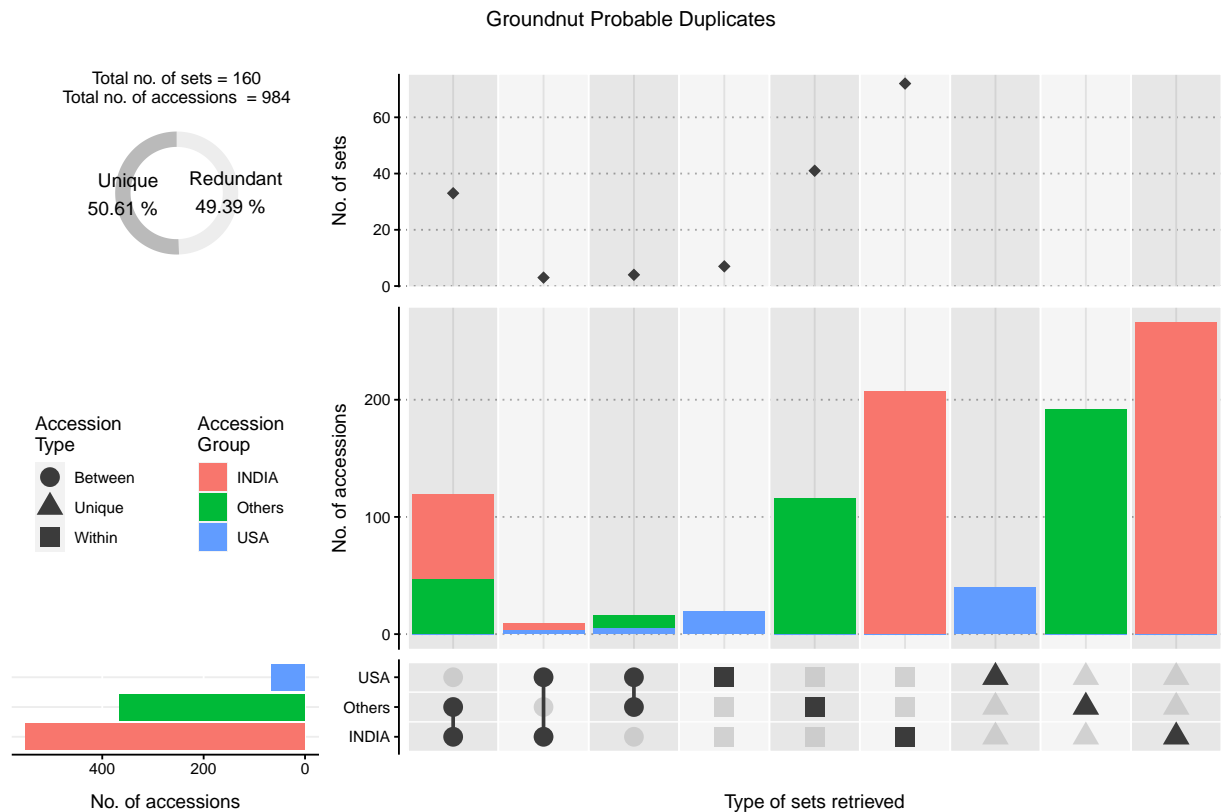 Groundnut Probable Duplicates
Total no. of sets = 160
Total no. of accessions  = 984
Unique
50.61 %
Redundant
49.39 %
No. of sets
60
40
20
0
No. of accessions
200
100
0
Accession
Type
Between
Unique
Within
Accession
Group
INDIA
Others
USA
USA
Others
INDIA
400
200
0
No. of accessions
Type of sets retrieved